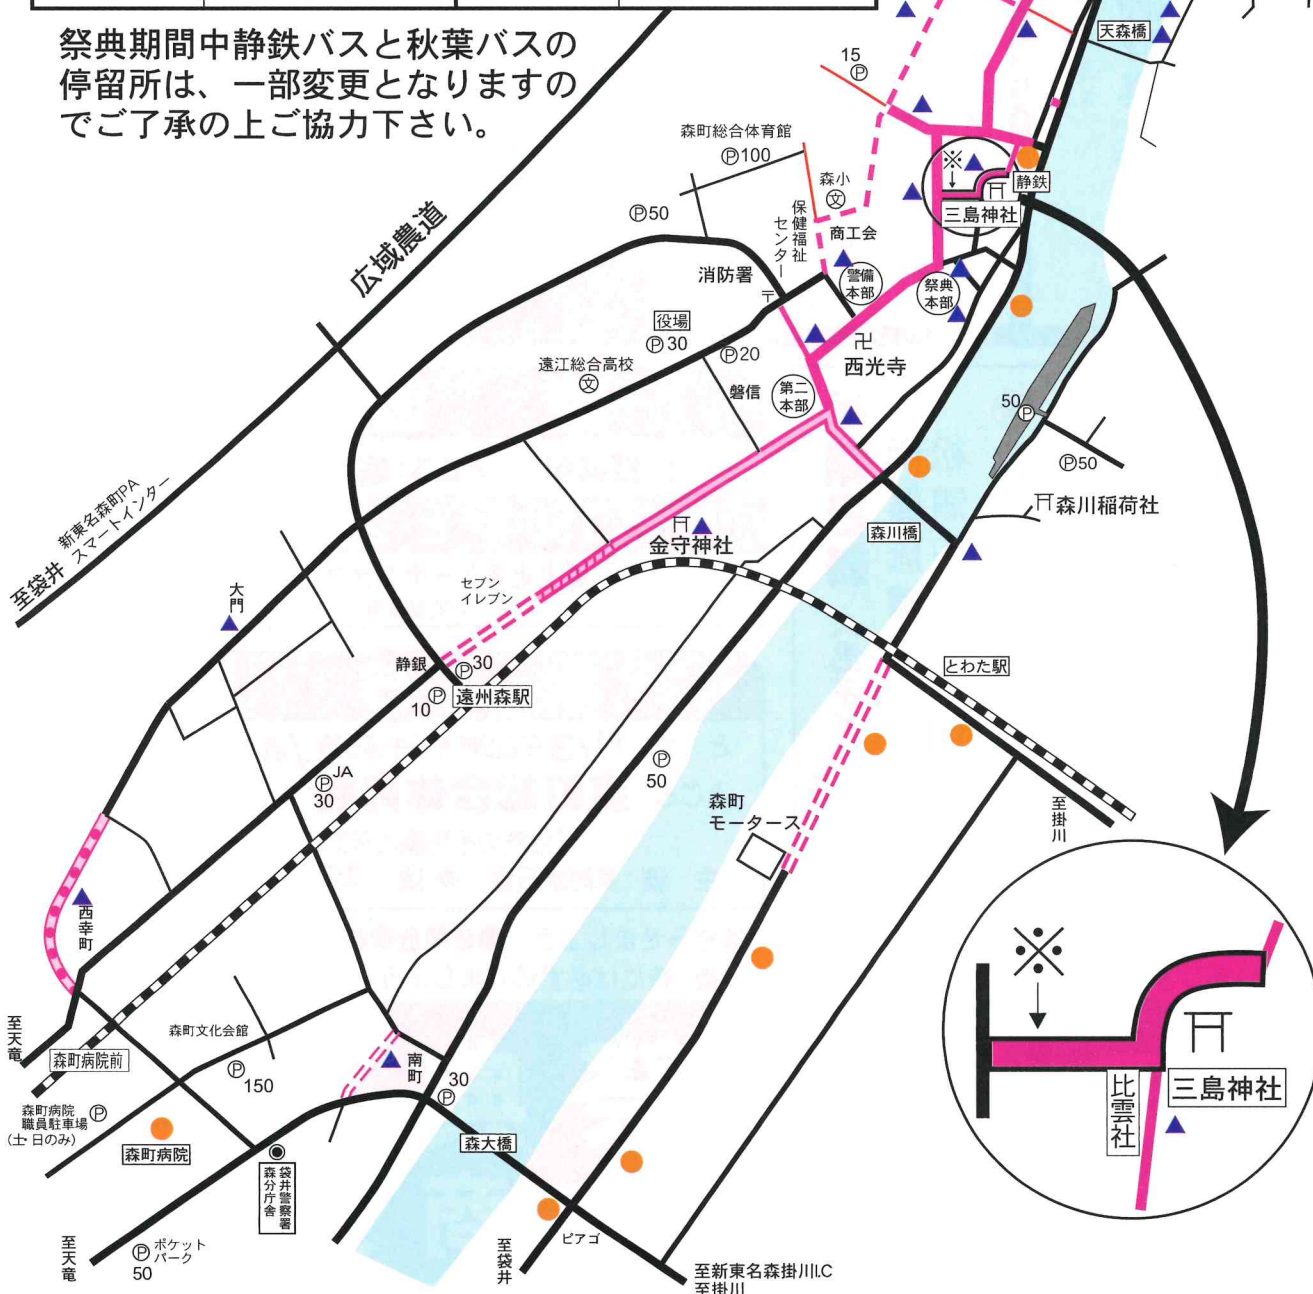 祭典期間中静鉄バスと秋葉バスの
停留所は、一部変更となりますの
でご了承の上ご協力下さい。
天森橋
15
Ⓟ
森町総合体育館
Ⓟ100
森小
文
保健福祉
センター
商工会
※
静鉄
三島神社
Ⓟ50
広域農道
消防署
〒
警備
本部
祭典
本部
役場
Ⓟ30
Ⓟ20
遠江総合高校
文
磐信
第二
本部
卍
西光寺
50
Ⓟ
Ⓟ50
森川稲荷社
森川橋
新東名森町PA
スマートインター
至袋井
金守神社
セブン
イレブン
大門
静銀
Ⓟ30
10Ⓟ
遠州森駅
とわた駅
ⓅJA
30
Ⓟ
50
森町
モータース
至掛川
西幸町
至天竜
森町病院前
森町文化会館
Ⓟ150
南町
30
Ⓟ
森町病院
職員駐車場
(土・日のみ)
Ⓟ
森町病院
森大橋
袋井警察署
森分庁舎
至天竜
Ⓟ
50
ポケット
パーク
至袋井
ピアゴ
至新東名森掛川I.C
至掛川
※
比雲社
三島神社